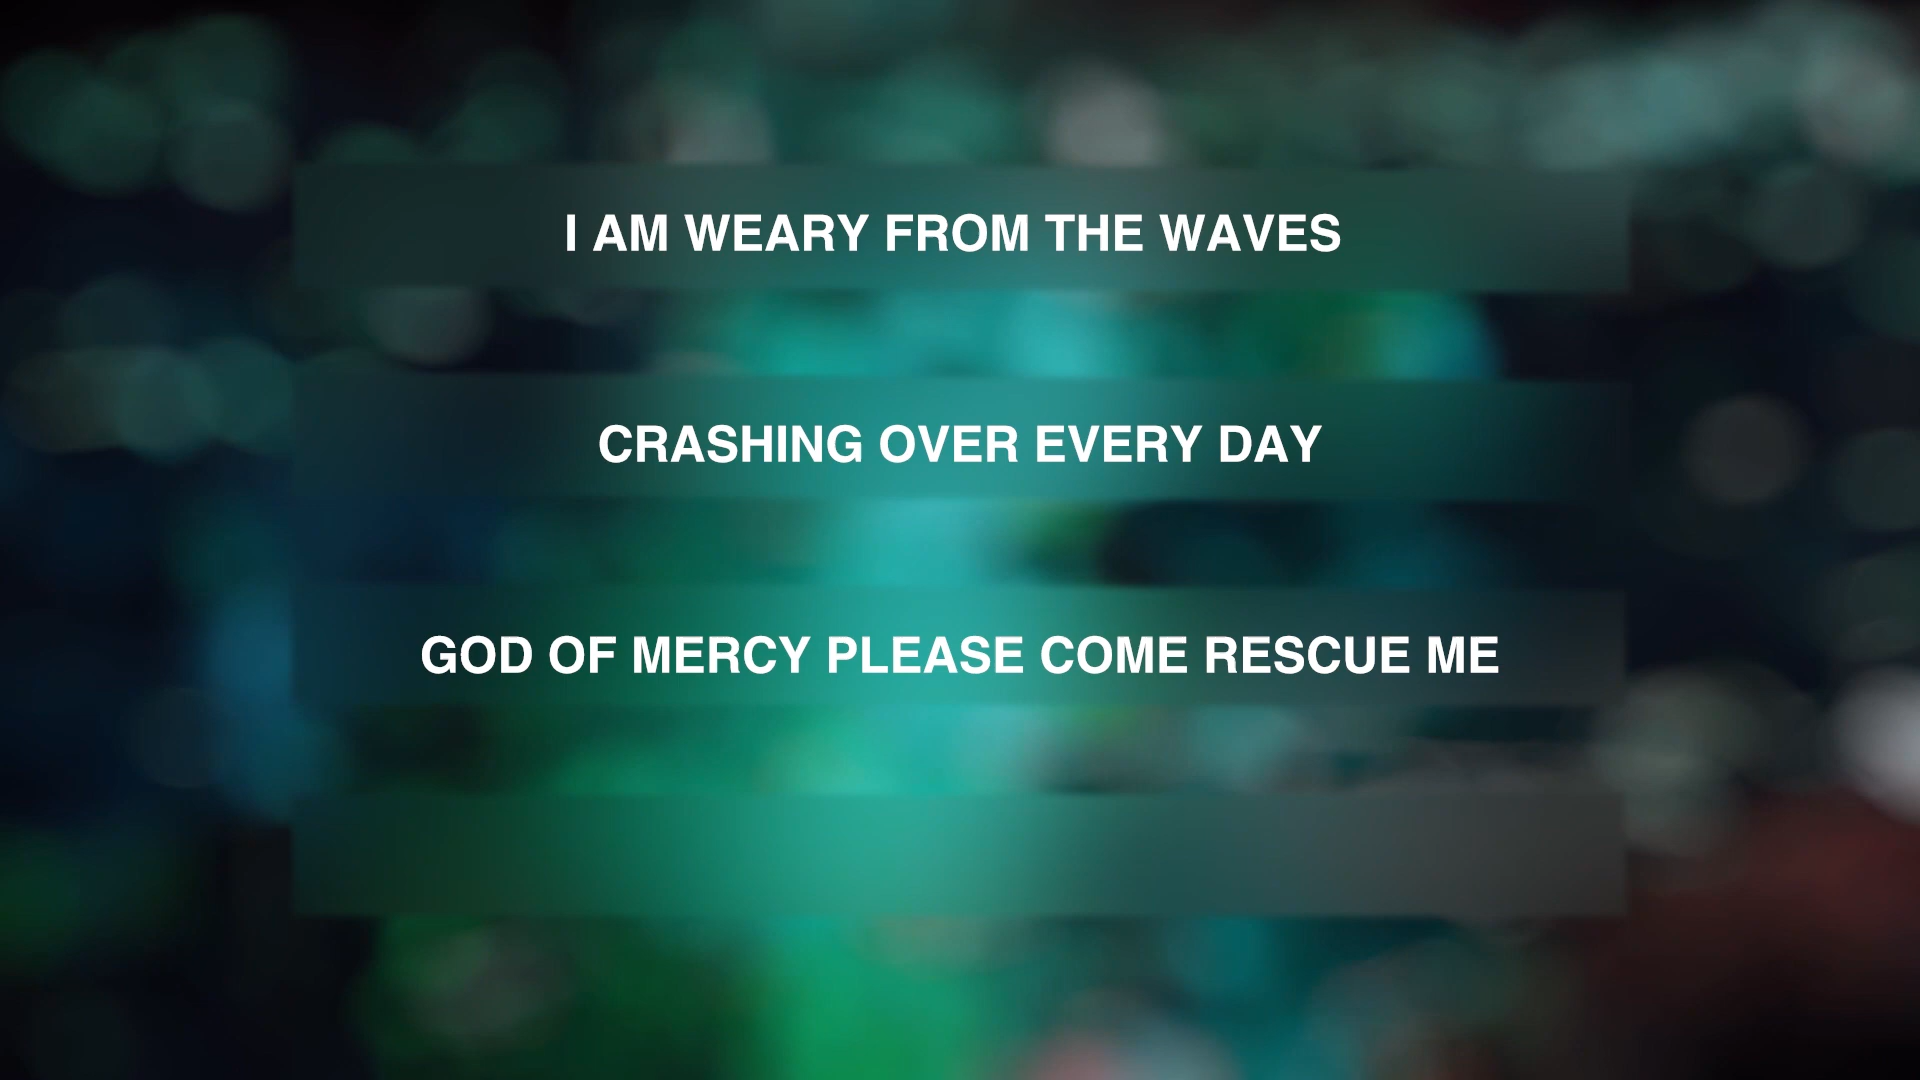 I AM WEARY FROM THE WAVES
CRASHING OVER EVERY DAY
GOD OF MERCY PLEASE COME RESCUE ME